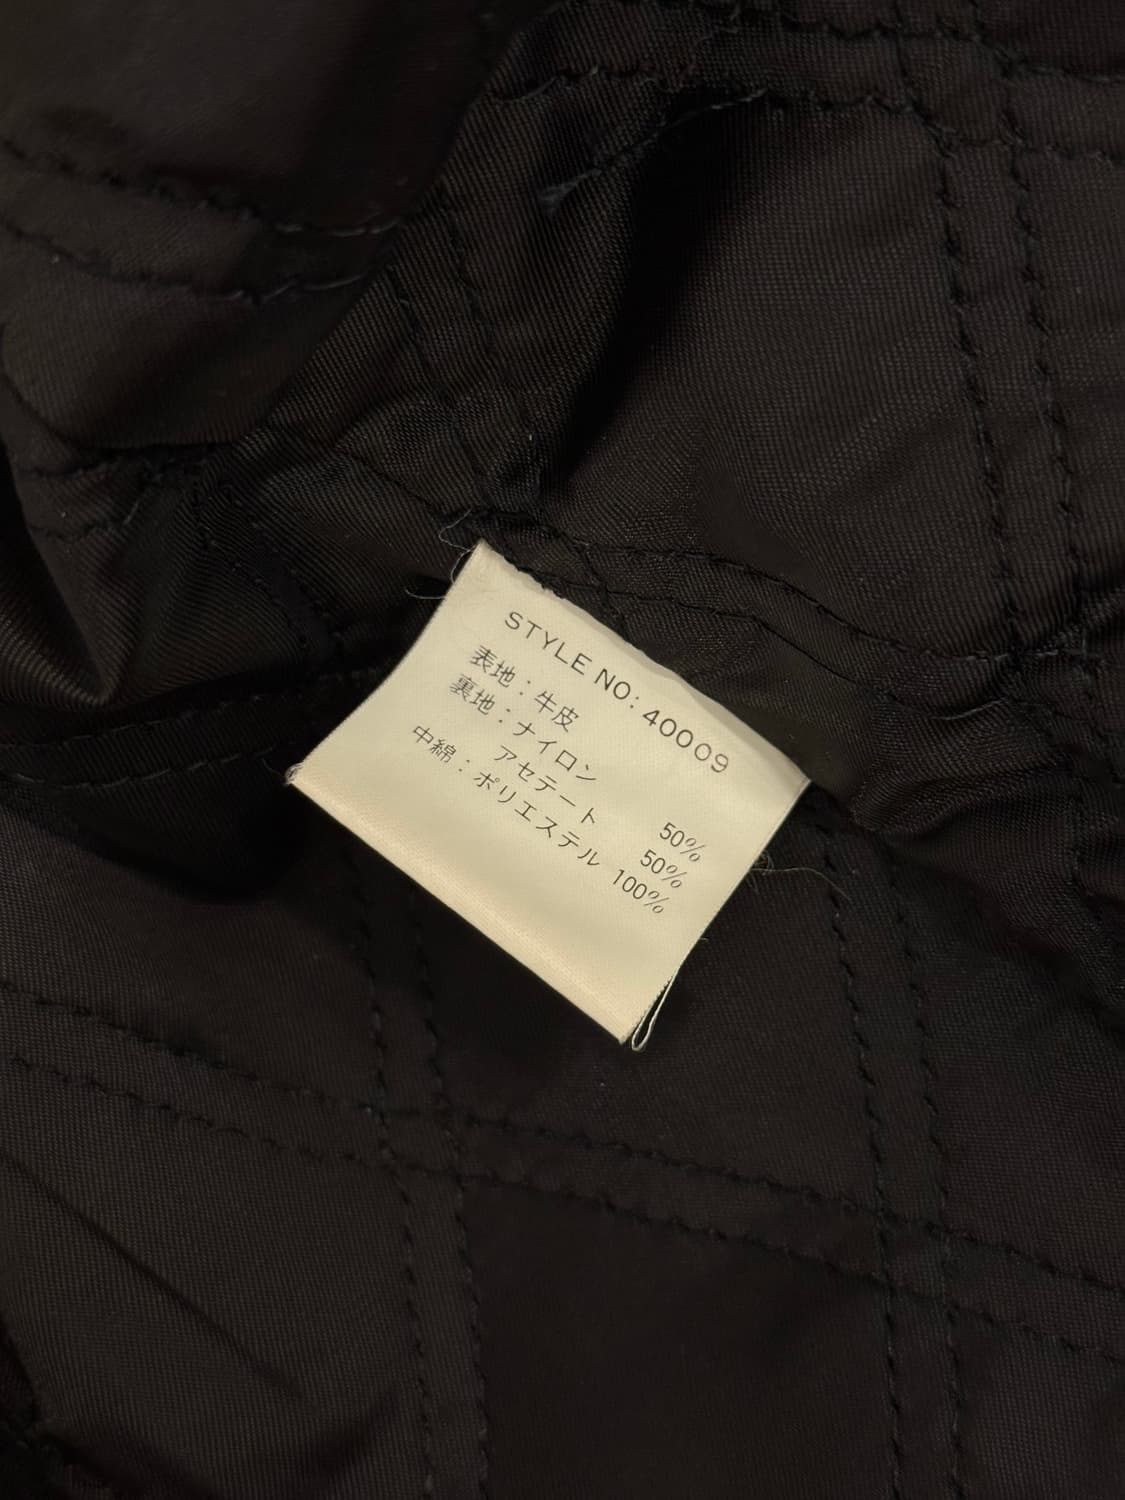 STYLE NO: 40009
表地:牛皮
裏地:ナイロン 50%
アセテート 50%
中綿:ポリエステル 100%